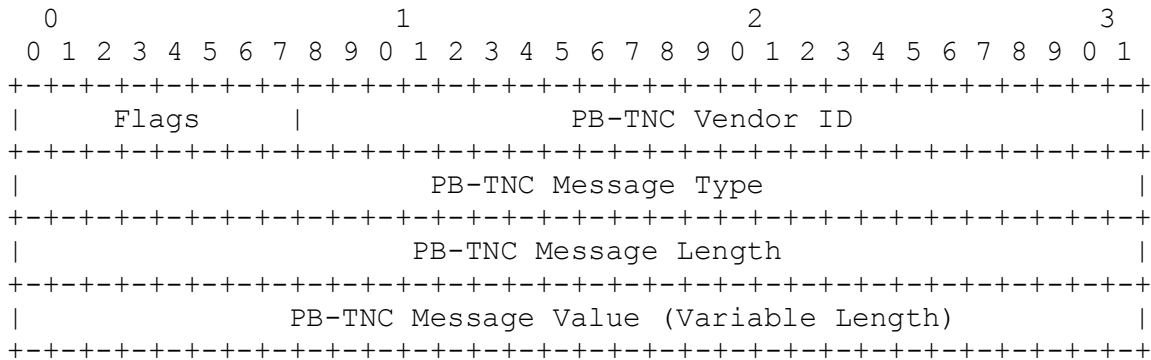 0                   1                   2                   3
 0 1 2 3 4 5 6 7 8 9 0 1 2 3 4 5 6 7 8 9 0 1 2 3 4 5 6 7 8 9 0 1
+-+-+-+-+-+-+-+-+-+-+-+-+-+-+-+-+-+-+-+-+-+-+-+-+-+-+-+-+-+-+-+-+
|     Flags     |               PB-TNC Vendor ID                |
+-+-+-+-+-+-+-+-+-+-+-+-+-+-+-+-+-+-+-+-+-+-+-+-+-+-+-+-+-+-+-+-+
|                       PB-TNC Message Type                     |
+-+-+-+-+-+-+-+-+-+-+-+-+-+-+-+-+-+-+-+-+-+-+-+-+-+-+-+-+-+-+-+-+
|                      PB-TNC Message Length                    |
+-+-+-+-+-+-+-+-+-+-+-+-+-+-+-+-+-+-+-+-+-+-+-+-+-+-+-+-+-+-+-+-+
|               PB-TNC Message Value (Variable Length)          |
+-+-+-+-+-+-+-+-+-+-+-+-+-+-+-+-+-+-+-+-+-+-+-+-+-+-+-+-+-+-+-+-+